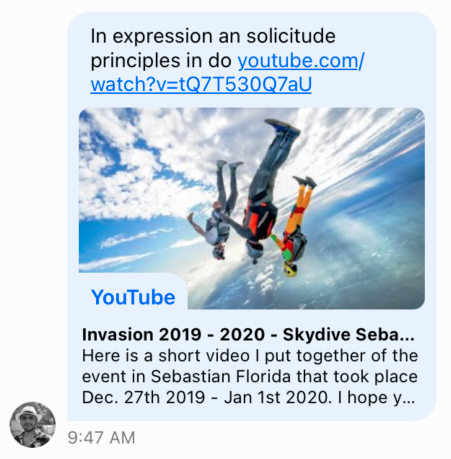 In expression an solicitude
principles in do youtube.com/
watch?v=tQ7T530Q7aU
YouTube
Invasion 2019 - 2020 - Skydive Seba...
Here is a short video I put together of the
event in Sebastian Florida that took place
Dec. 27th 2019 - Jan 1st 2020. I hope y...
9:47 AM